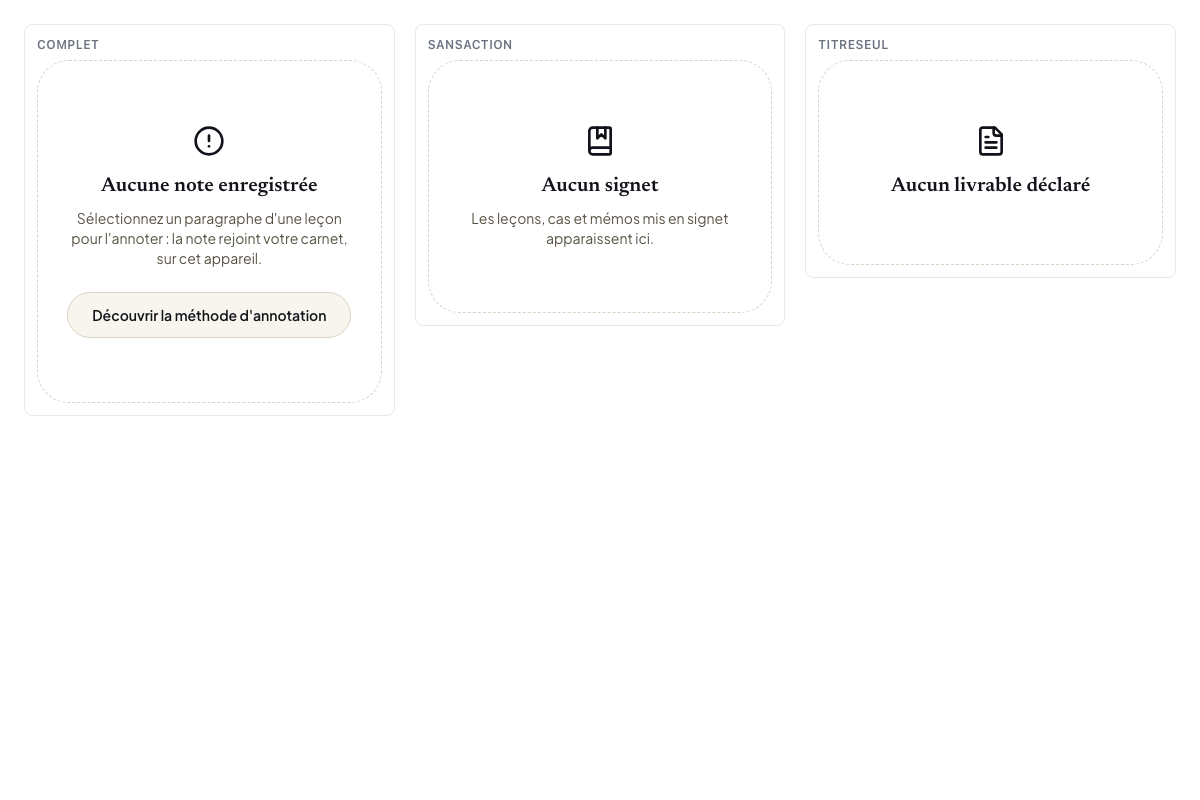 COMPLET
Aucune note enregistrée
Sélectionnez un paragraphe d'une leçon
pour l'annoter : la note rejoint votre carnet,
sur cet appareil.
Découvrir la méthode d'annotation
SANSACTION
Aucun signet
Les leçons, cas et mémos mis en signet
apparaissent ici.
TITRESEUL
Aucun livrable déclaré